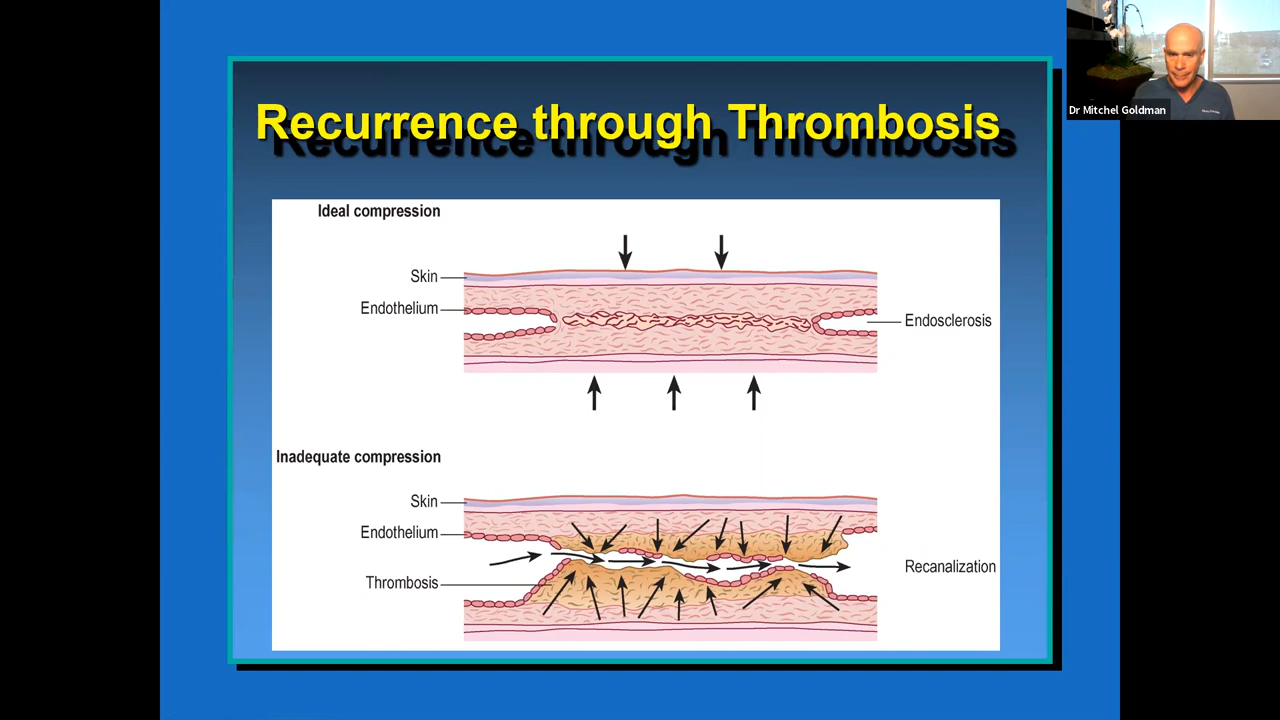 Dr Mitchel Goldman
Recurrence through Thrombosis
Ideal compression
Skin
Endothelium
Endosclerosis
Inadequate compression
Skin
Endothelium
Recanalization
Thrombosis